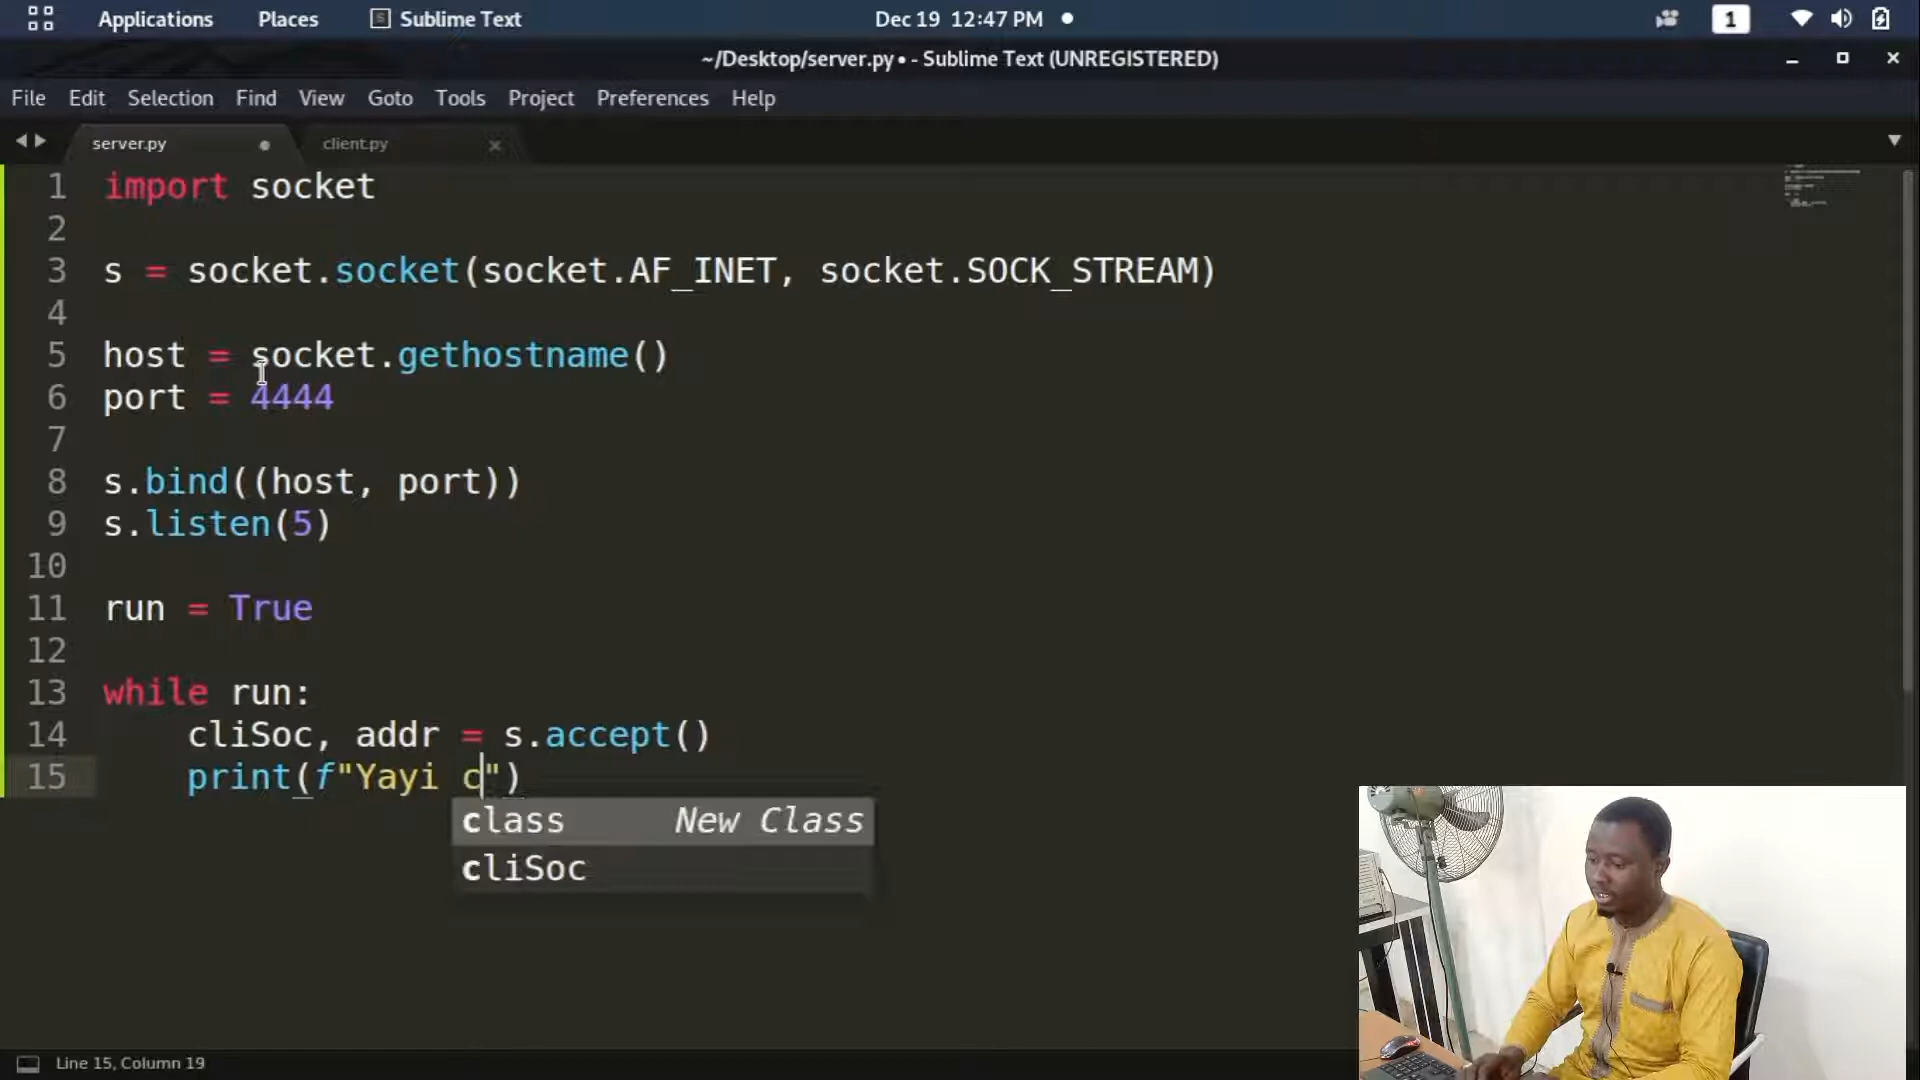 Applications Places Sublime Text Dec 19 12:47 PM 1
~/Desktop/server.py • - Sublime Text (UNREGISTERED)
File Edit Selection Find View Goto Tools Project Preferences Help
server.py client.py
1 import socket
2
3 s = socket.socket(socket.AF_INET, socket.SOCK_STREAM)
4
5 host = socket.gethostname()
6 port = 4444
7
8 s.bind((host, port))
9 s.listen(5)
10
11 run = True
12
13 while run:
14 cliSoc, addr = s.accept()
15 print(f"Yayi c")
class New Class
cliSoc
Line 15, Column 19